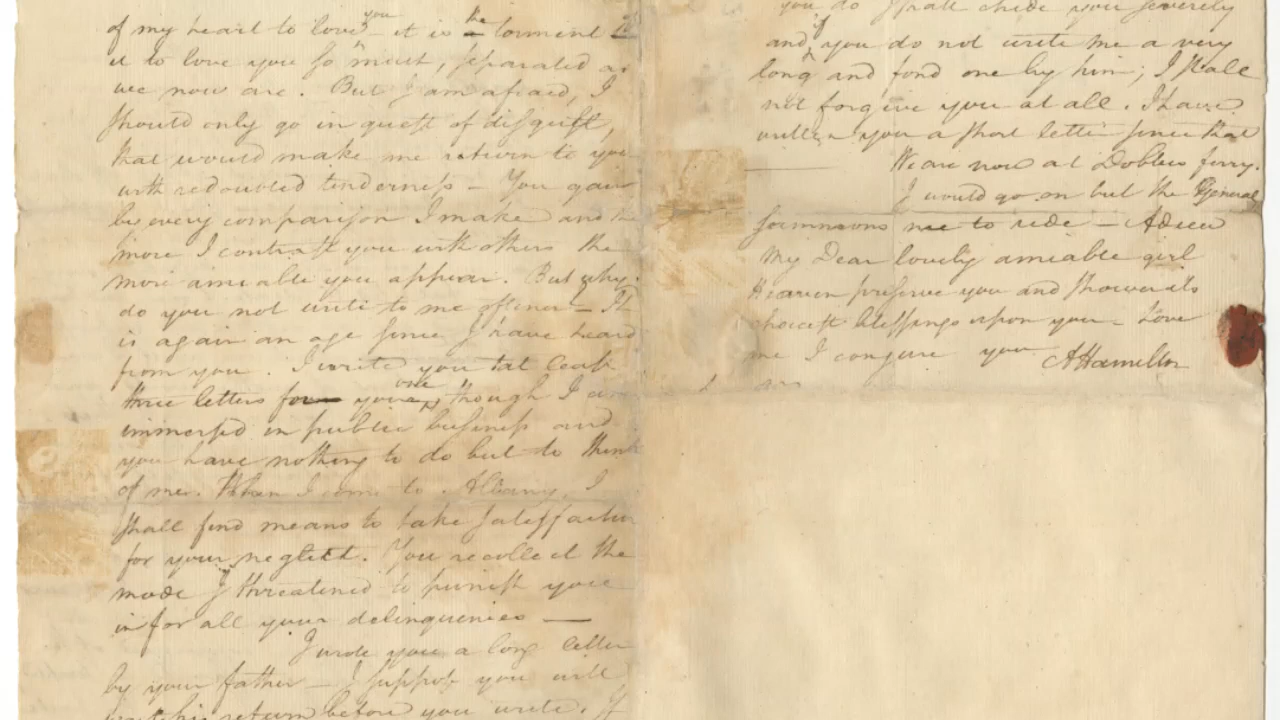 of my heart to love you it is the torment
it to love you so much, separated as
we now are. But I am afraid, I
should only go in quest of disquiet,
that would make me return to you
with redoubled tenderness – You gain
by every comparison I make and the
more I contrast you with others the
more amiable you appear. But why
do you not write to me oftener – It
is again an age since I have heard
from you. I write you at least
three letters for your one, though I am
immersed in public business and
you have nothing to do but to think
of me. When I come to Albany, I
shall find means to take satisfaction
for your neglect. You recollect the
mode I threatened to punish you
in for all your delinquencies —
I wrote you a long letter
by your father – I suppose you will
his return before you write. If
you do I shall chide you severely
and if you do not write me a very
long and fond one by him; I shall
not forgive you at all. I have
written you a short letter since that
We are now at Dobbs ferry.
I would go on but the General
summons me to ride – Adieu
My Dear lovely amiable girl
Heaven preserve you and shower its
choicest blessings upon you – Love
me I conjure you A Hamilton